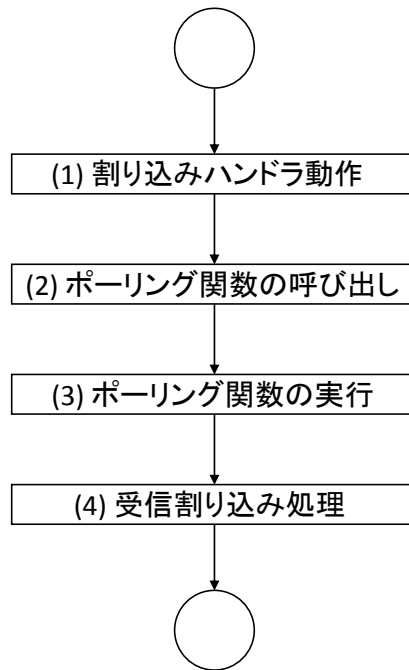 (1) 割り込みハンドラ動作
(2) ポーリング関数の呼び出し
(3) ポーリング関数の実行
(4) 受信割り込み処理